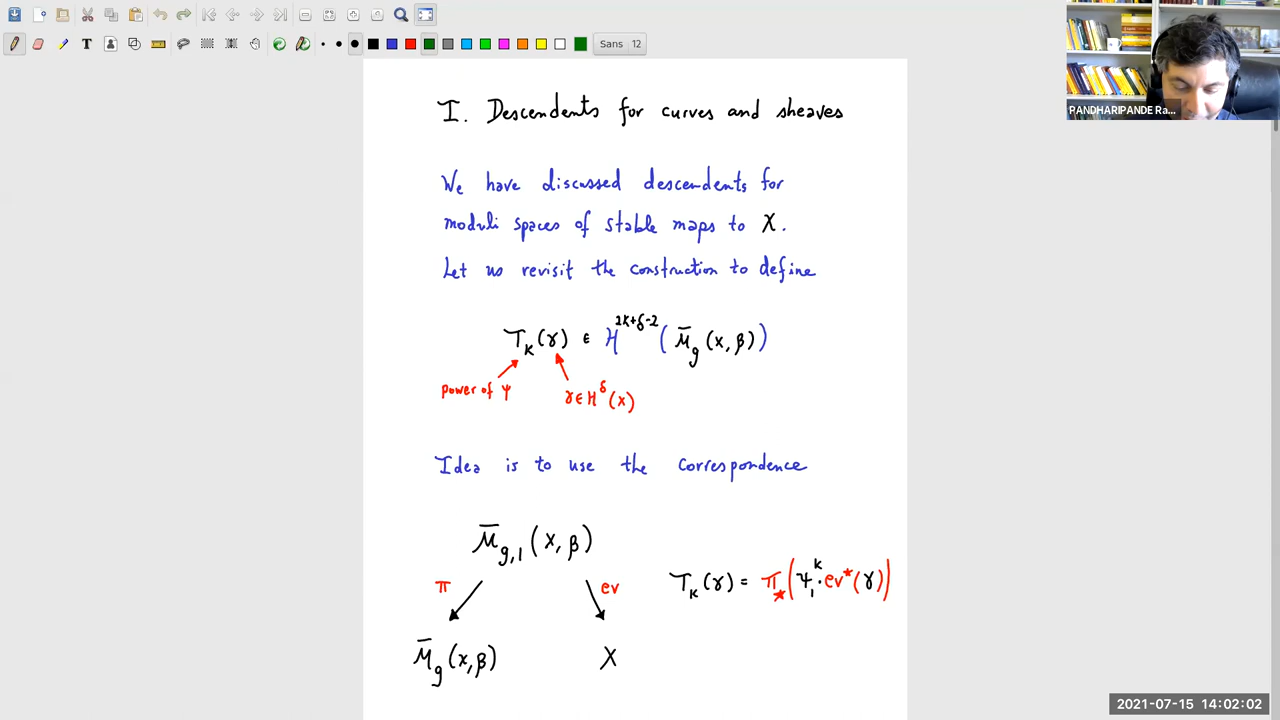 T
Sans 12
PANDHARIPANDE Ra...
I. Descendents for curves and sheaves
We have discussed descendents for
moduli spaces of stable maps to X.
Let us revisit the construction to define
τ_k(γ) ∈ H^{2k+δ-2}(M̄_g(X,β))
power of ψ
γ∈H^δ(X)
Idea is to use the correspondence
M̄_{g,1}(X,β)
π
ev
τ_k(γ) = π_*(ψ_1^k·ev*(γ))
M̄_g(X,β)
X
2021-07-15 14:02:02